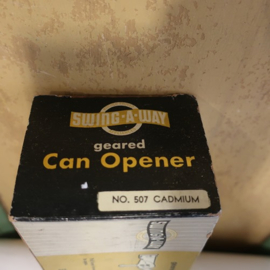 SWING-A-WAY
geared
Can Opener
NO. 507 CADMIUM